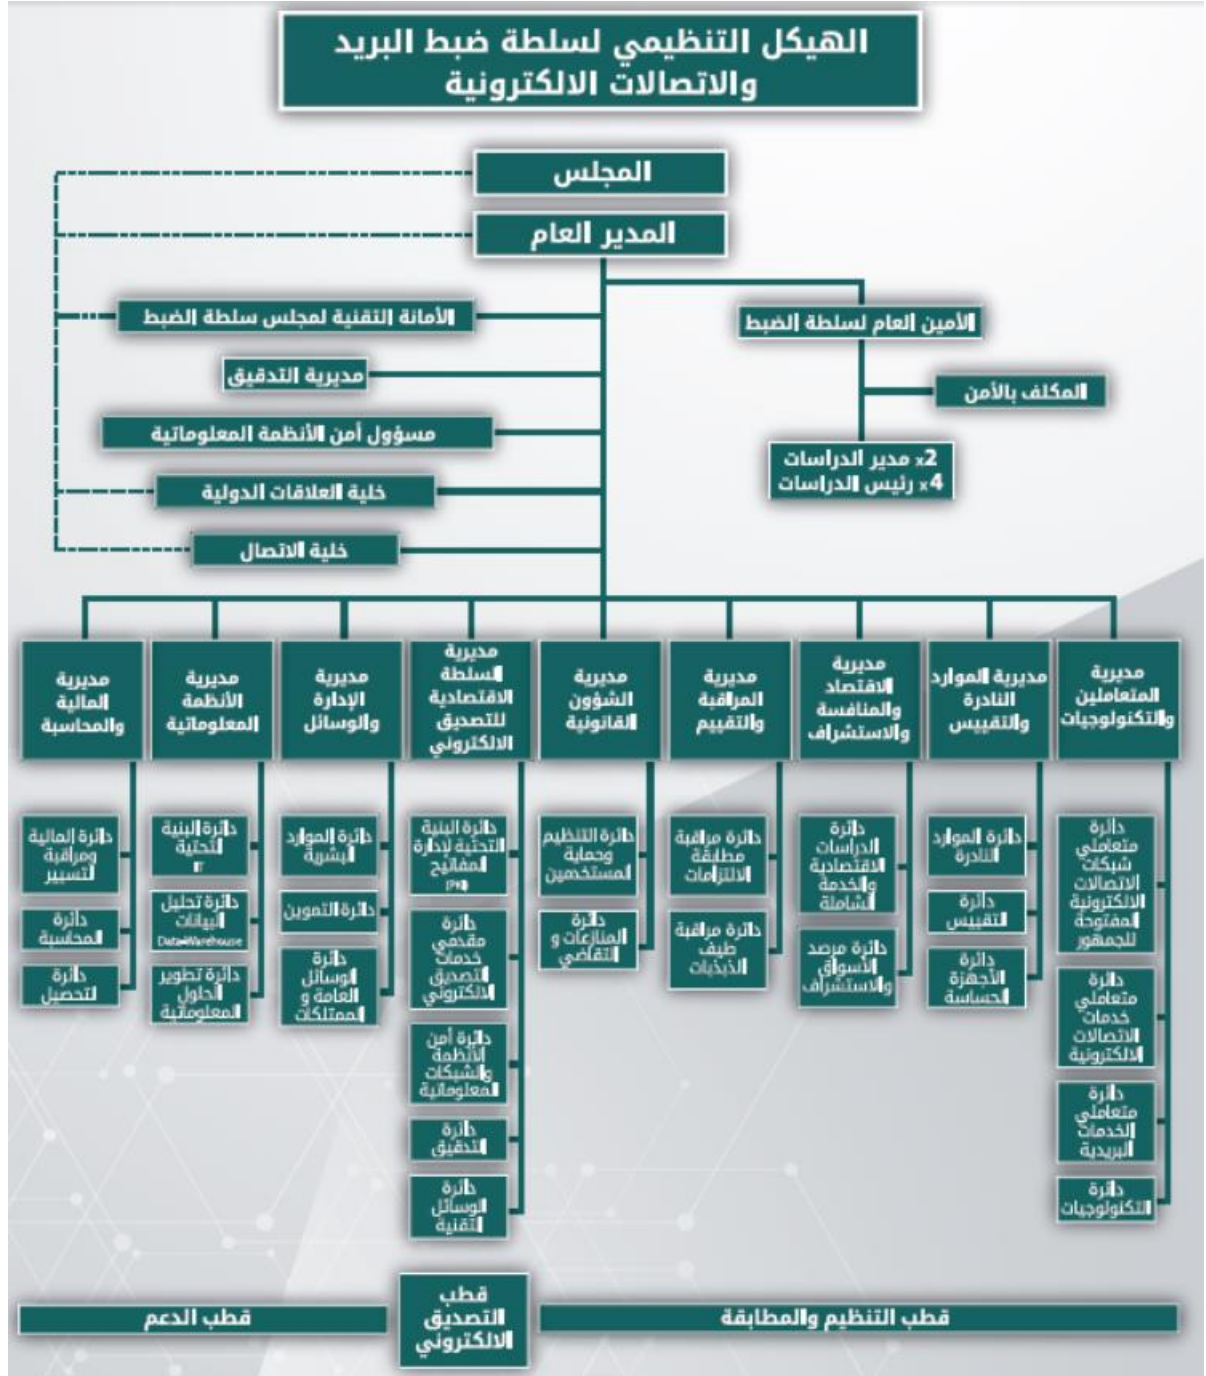 الهيكل التنظيمي لسلطة ضبط البريد
والاتصالات الالكترونية
المجلس
المدير العام
الأمين العام لسلطة الضبط
المكلف بالأمن
2x مدير الدراسات
4x رئيس الدراسات
الأمانة التقنية لمجلس سلطة الضبط
مديرية التدقيق
مسؤول أمن الأنظمة المعلوماتية
خلية العلاقات الدولية
خلية الاتصال
مديرية
المتعاملين
والتكنولوجيات
دائرة
متعاملي
شبكات
الاتصالات
الالكترونية
المفتوحة
للجمهور
دائرة
متعاملي
خدمات
الاتصالات
الالكترونية
دائرة
متعاملي
الخدمات
البريدية
دائرة
التكنولوجيات
مديرية الموارد
النادرة
والتقييس
دائرة الموارد
النادرة
دائرة
التقييس
دائرة
الأجهزة
الحساسة
مديرية
الاقتصاد
والمنافسة
والاستشراف
دائرة
الدراسات
الاقتصادية
والخدمة
الشاملة
دائرة مرصد
الأسواق
والاستشراف
مديرية
المراقبة
والتقييم
دائرة مراقبة
مطابقة
الالتزامات
دائرة مراقبة
طيف
الذبذبات
مديرية
الشؤون
القانونية
دائرة التنظيم
وحماية
المستخدمين
دائرة
المنازعات و
التقاضي
مديرية
السلطة
الاقتصادية
للتصديق
الالكتروني
دائرة البنية
التحتية لإدارة
المفاتيح
(PKI)
دائرة
مقدمي
خدمات
التصديق
الالكتروني
دائرة أمن
الأنظمة
والشبكات
المعلوماتية
دائرة
التدقيق
دائرة
الوسائل
التقنية
مديرية
الإدارة
والوسائل
دائرة الموارد
البشرية
دائرة التموين
دائرة
الوسائل
العامة و
الممتلكات
مديرية
الأنظمة
المعلوماتية
دائرة البنية
التحتية
IT
دائرة تحليل
البيانات
Data-Warehouse
دائرة تطوير
الحلول
المعلوماتية
مديرية
المالية
والمحاسبة
دائرة المالية
ومراقبة
التسيير
دائرة
المحاسبة
دائرة
التحصيل
قطب التنظيم والمطابقة
قطب
التصديق
الالكتروني
قطب الدعم